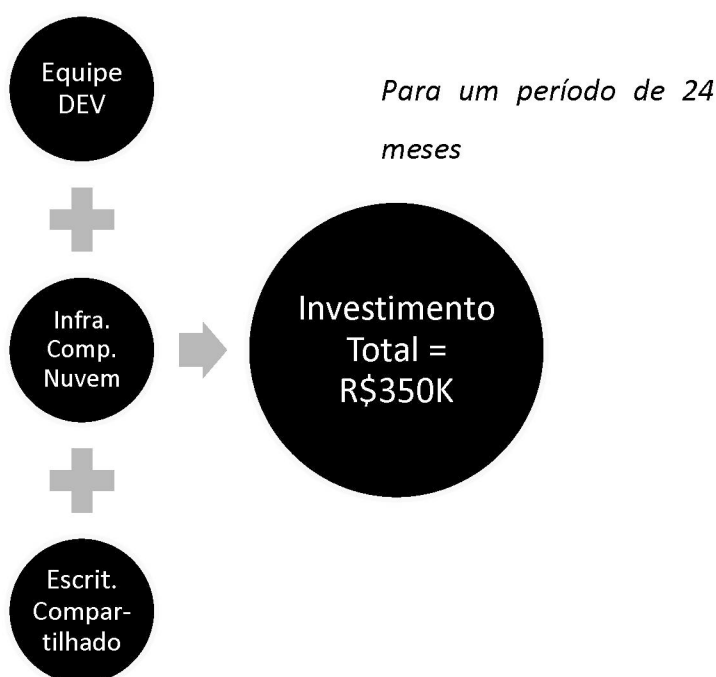 Equipe
DEV
Para um período de 24
meses
Infra.
Comp.
Nuvem
Investimento
Total =
R$350K
Escrit.
Compar-
tilhado